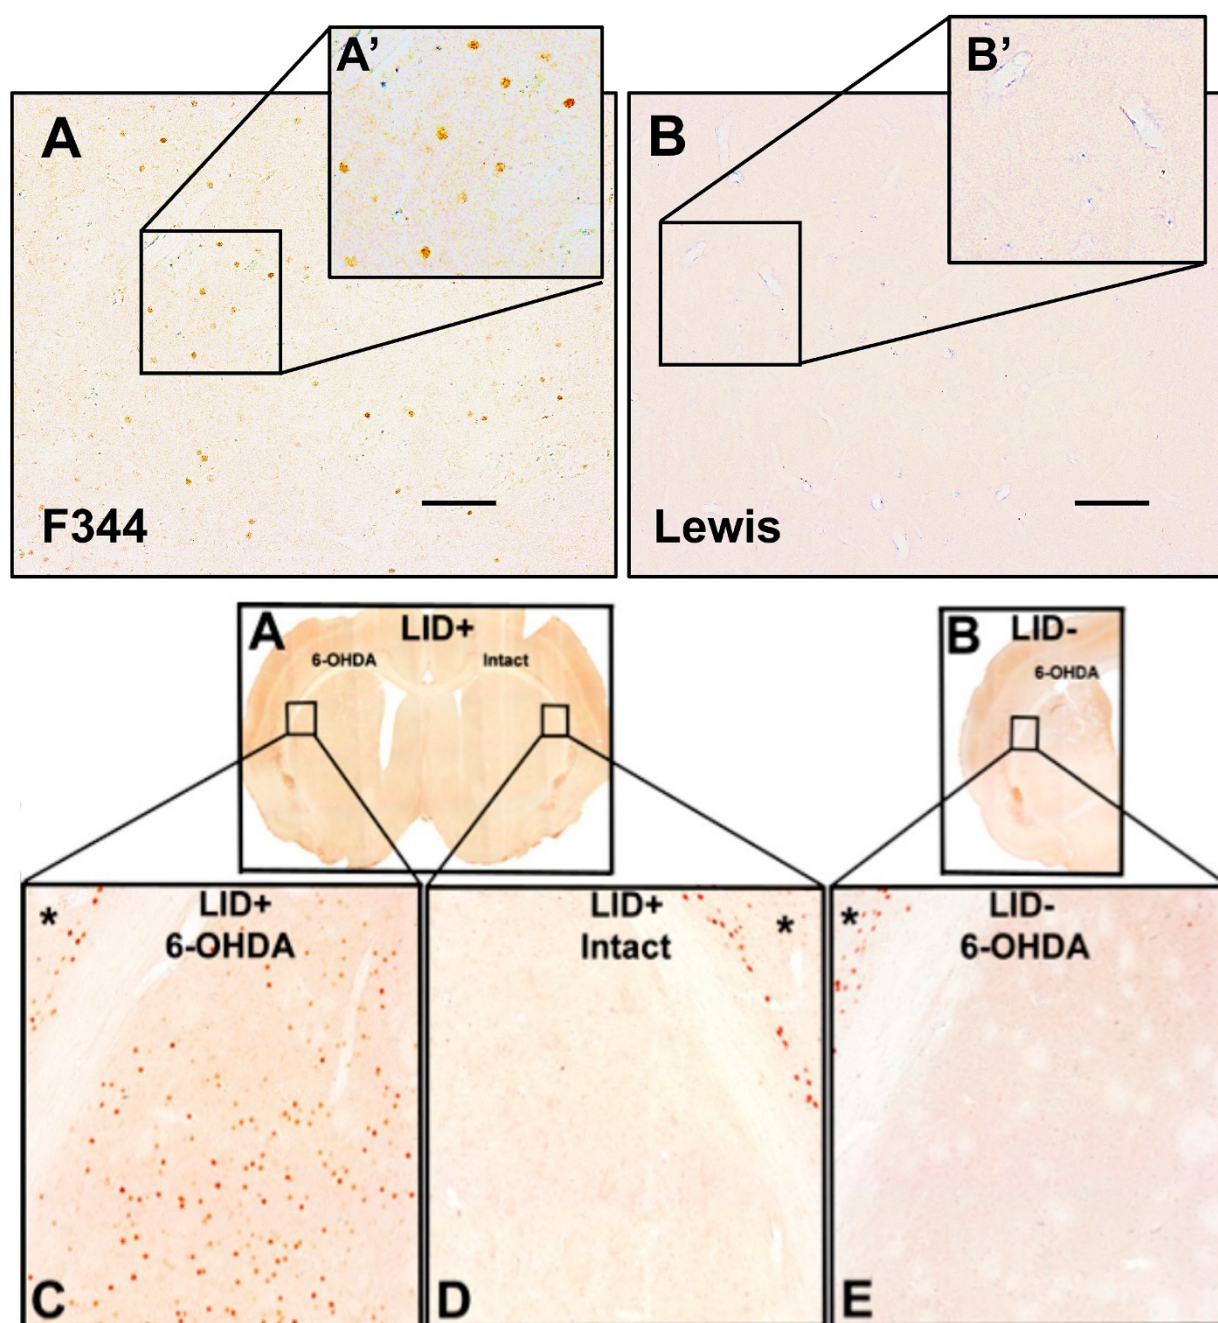 A
A’
F344
B
B’
Lewis
A
LID+
6-OHDA
Intact
B
LID-
6-OHDA
*
LID+
6-OHDA
C
LID+
Intact
*
D
*
LID-
6-OHDA
E